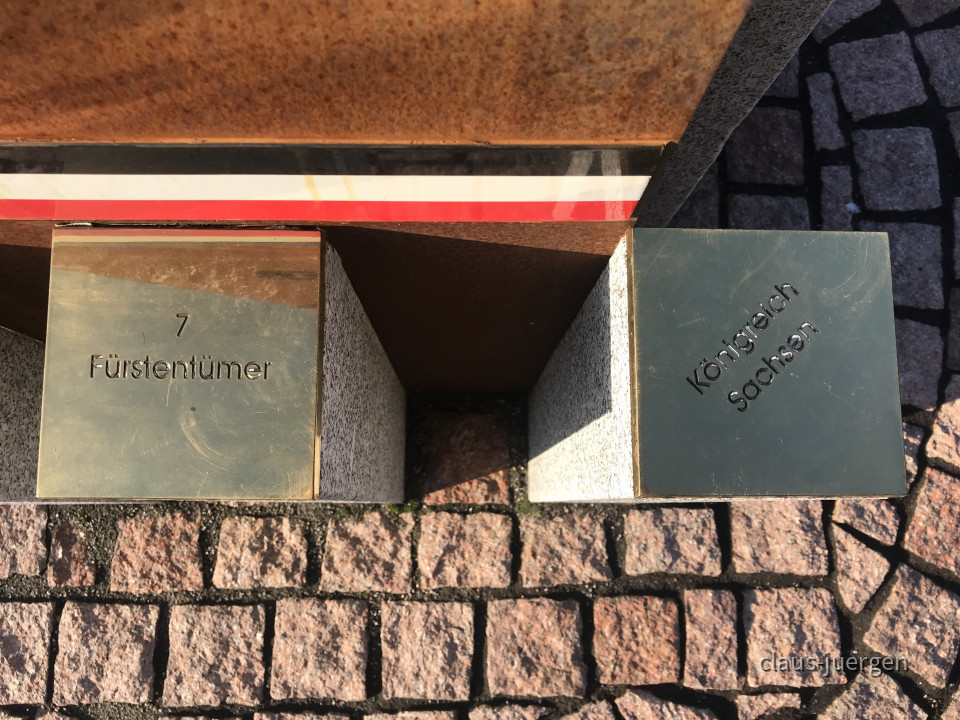 7
Fürstentümer
Königreich
Sachsen
claus-juergen